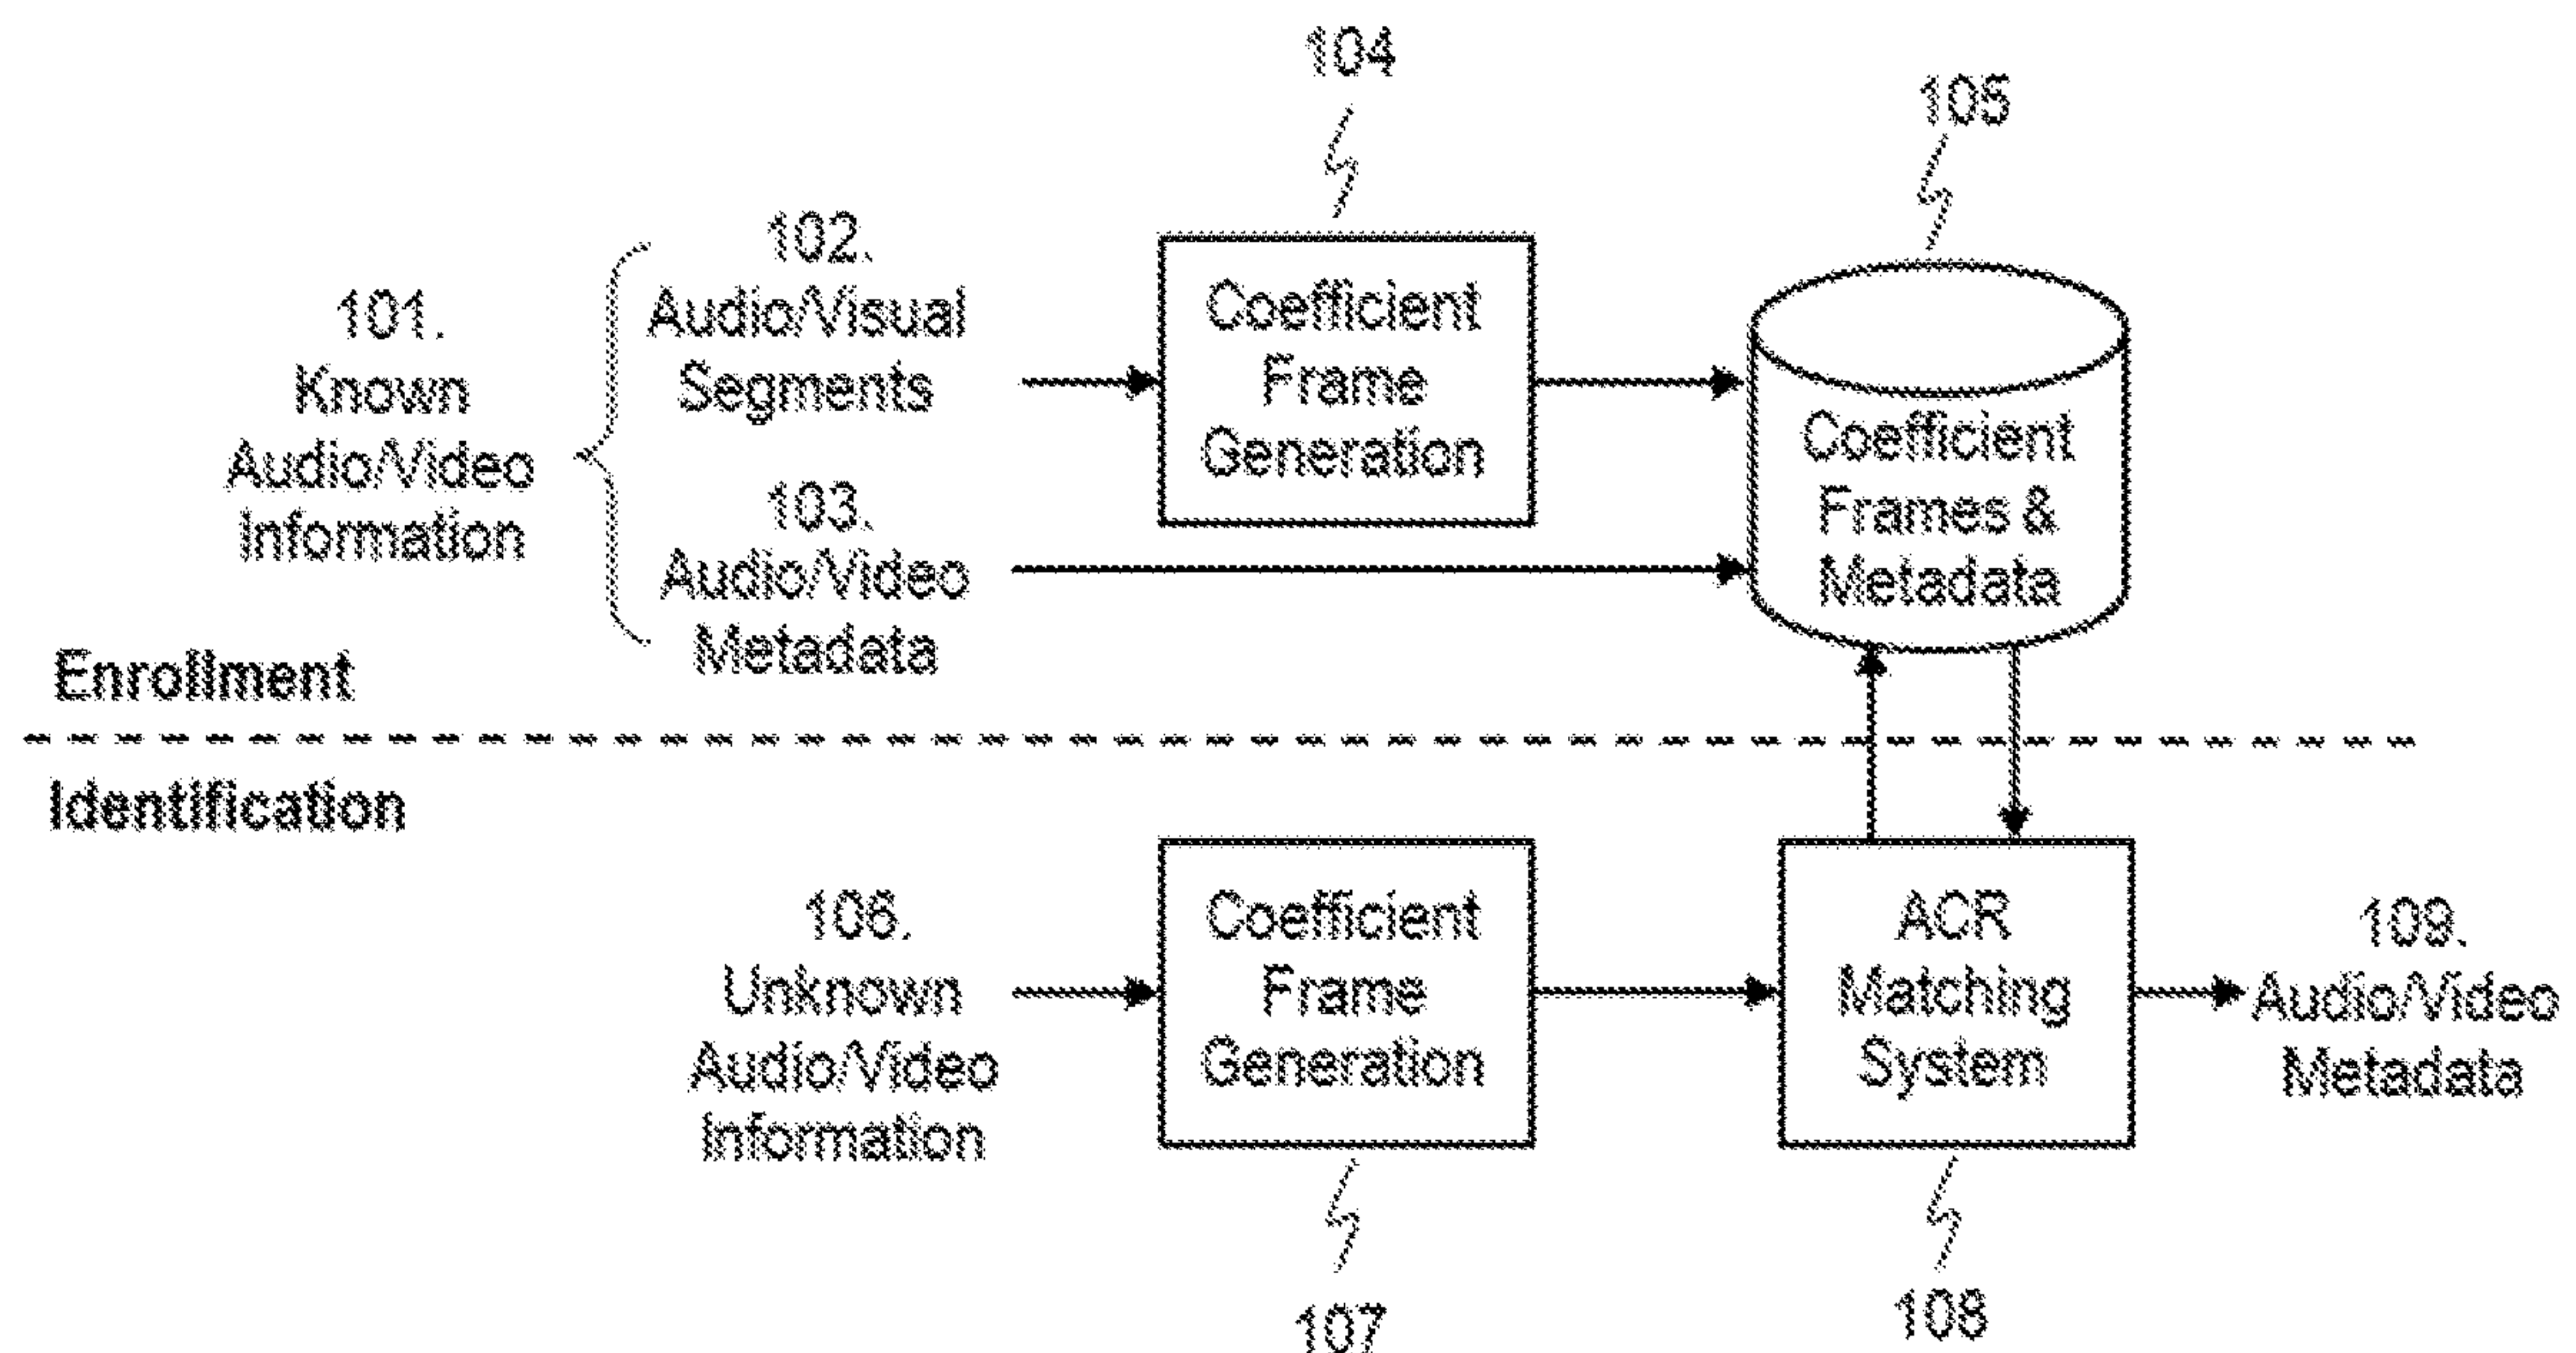 104
105
101.
Known
Audio/Video
Information
102.
Audio/Visual
Segments
103.
Audio/Video
Metadata
Coefficient
Frame
Generation
Coefficient
Frames &
Metadata
Enrollment
Identification
106.
Unknown
Audio/Video
Information
Coefficient
Frame
Generation
ACR
Matching
System
109.
Audio/Video
Metadata
107
108